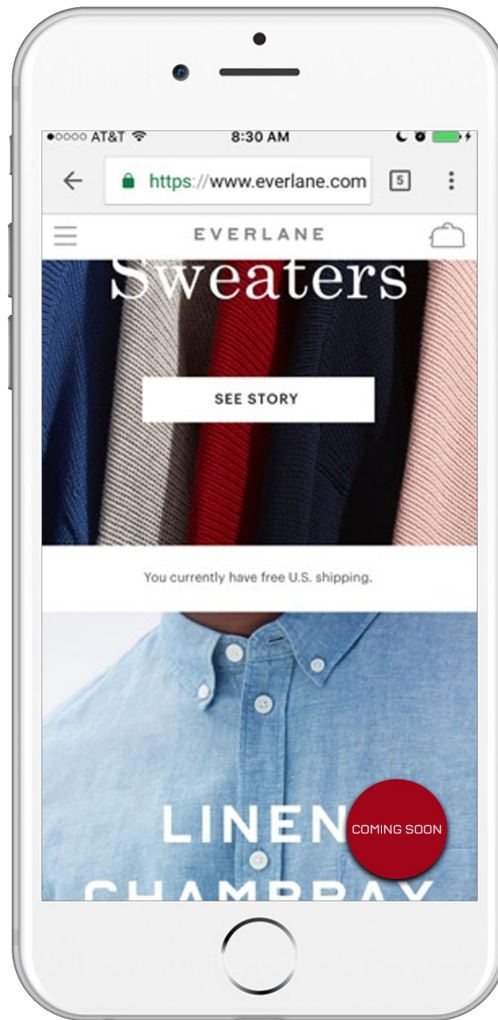 AT&T 8:30 AM
https://www.everlane.com 5
EVERLANE
Sweaters
SEE STORY
You currently have free U.S. shipping.
LINEN
COMING SOON
CHAMBRAY